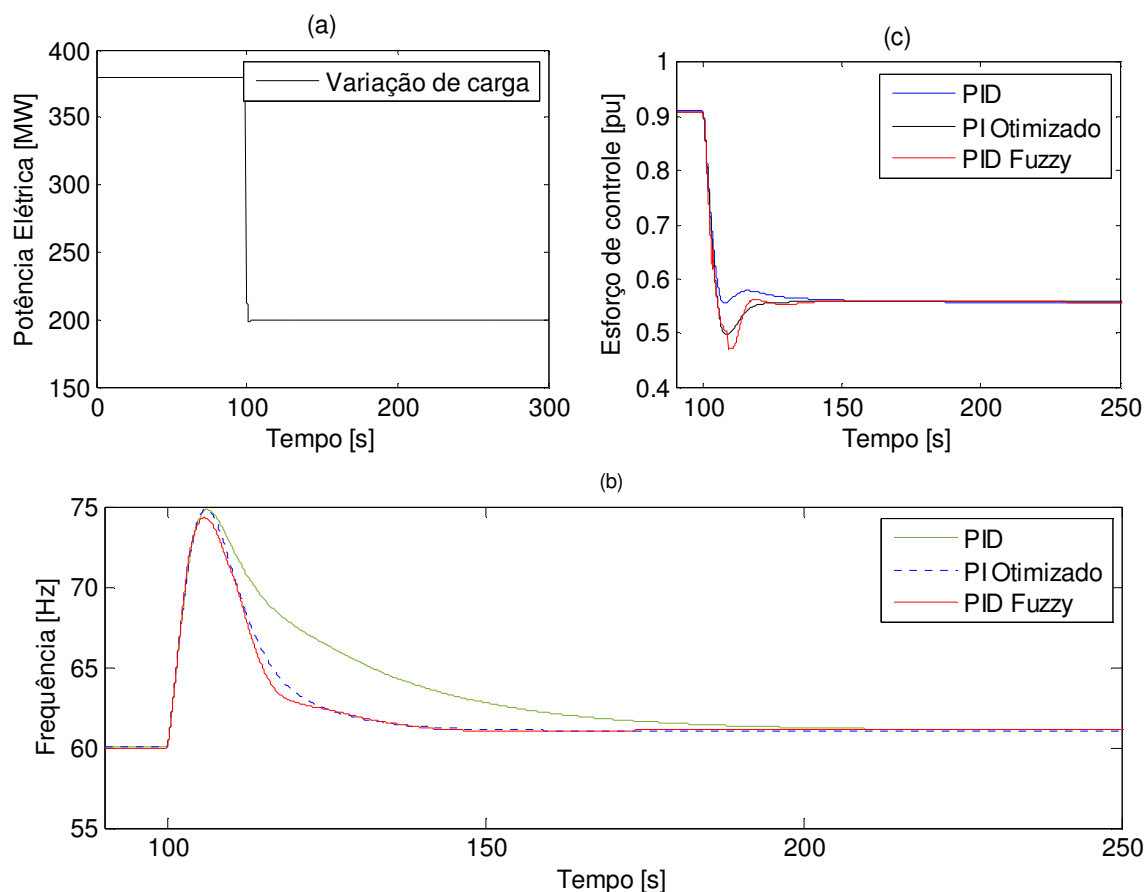 (a)
400
350
300
250
200
150
Potência Elétrica [MW]
Variação de carga
0
100
200
300
Tempo [s]
(c)
1
0.9
0.8
0.7
0.6
0.5
0.4
Esforço de controle [pu]
PID
PI Otimizado
PID Fuzzy
100
150
200
250
Tempo [s]
(b)
75
70
65
60
55
Frequência [Hz]
PID
PI Otimizado
PID Fuzzy
100
150
200
250
Tempo [s]